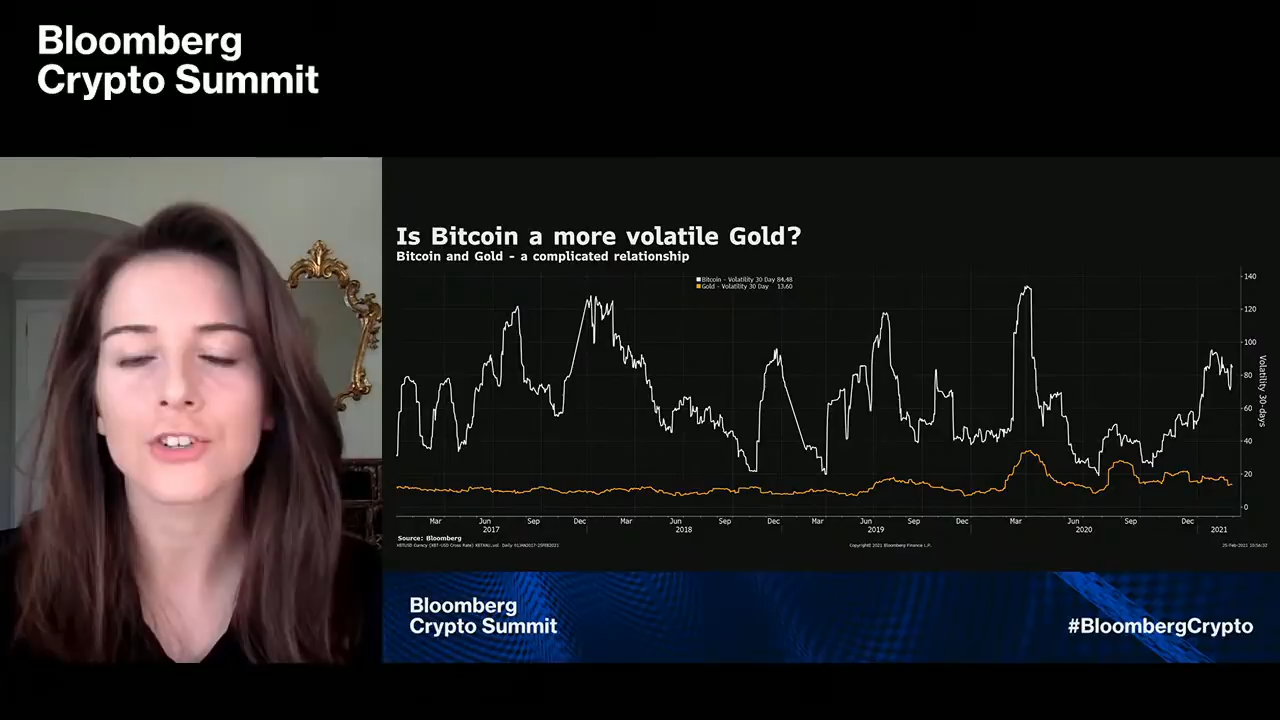 Bloomberg
Crypto Summit
Is Bitcoin a more volatile Gold?
Bitcoin and Gold - a complicated relationship
Bitcoin - Volatility 30 Day 84.48
Gold - Volatility 30 Day 13.60
140
120
100
80
60
40
20
0
Volatility 30-days
Mar Jun Sep Dec Mar Jun Sep Dec Mar Jun Sep Dec Mar Jun Sep Dec
2017 2018 2019 2020 2021
Source: Bloomberg
Copyright© 2021 Bloomberg Finance L.P.
25-Feb-2021
Bloomberg
Crypto Summit
#BloombergCrypto